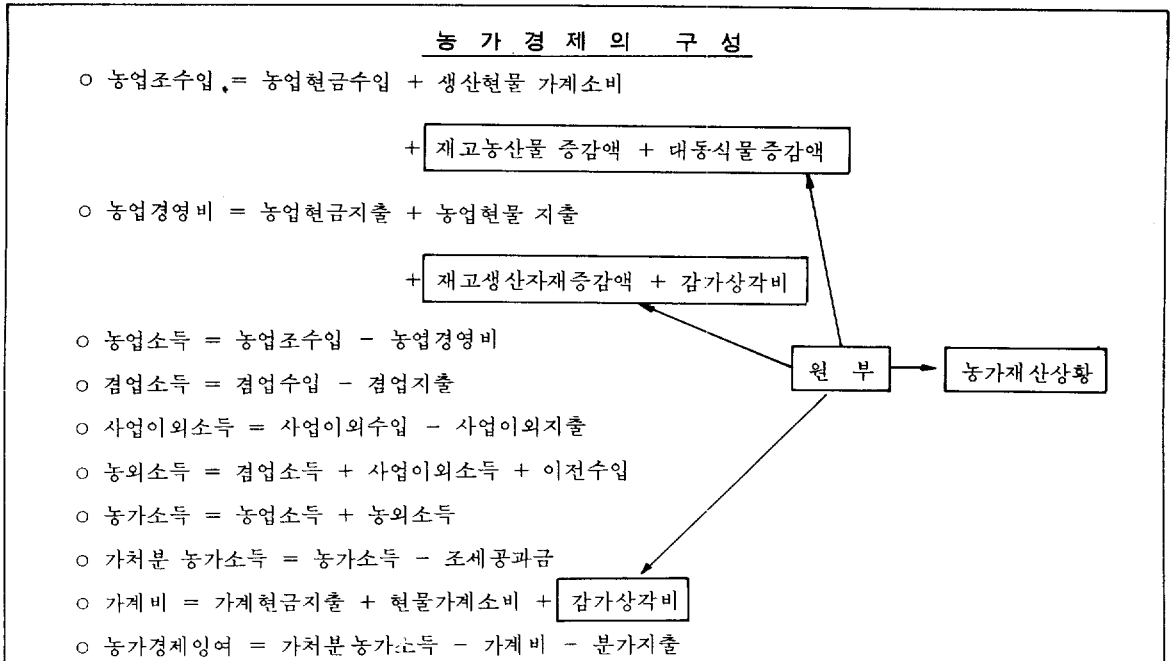 농 가 경 제 의 구 성
○ 농업조수입 = 농업현금수입 + 생산현물 가계소비
+ 재고농산물 증감액 + 대동식물증감액
○ 농업경영비 = 농업현금지출 + 농업현물 지출
+ 재고생산자재증감액 + 감가상각비
○ 농업소득 = 농업조수입 - 농엽경영비
○ 겸업소득 = 겸업수입 - 겸업지출
원 부
농가재산상황
○ 사업이외소득 = 사업이외수입 - 사업이외지출
○ 농외소득 = 겸업소득 + 사업이외소득 + 이전수입
○ 농가소득 = 농업소득 + 농외소득
○ 가처분 농가소득 = 농가소득 - 조세공과금
○ 가계비 = 가계현금지출 + 현물가계소비 + 감가상각비
○ 농가경제잉여 = 가처분농가소득 - 가계비 - 분가지출